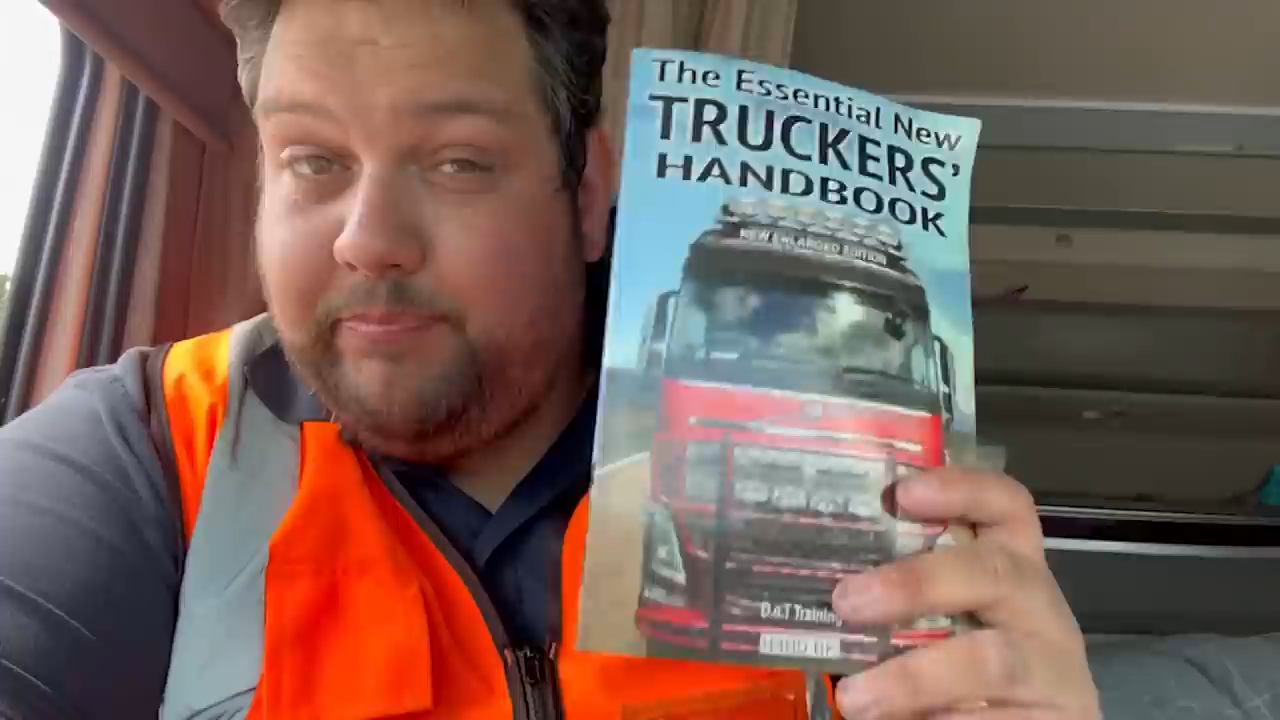 The Essential New
TRUCKERS'
HANDBOOK
NEW ENLARGED EDITION
D.o.T Training